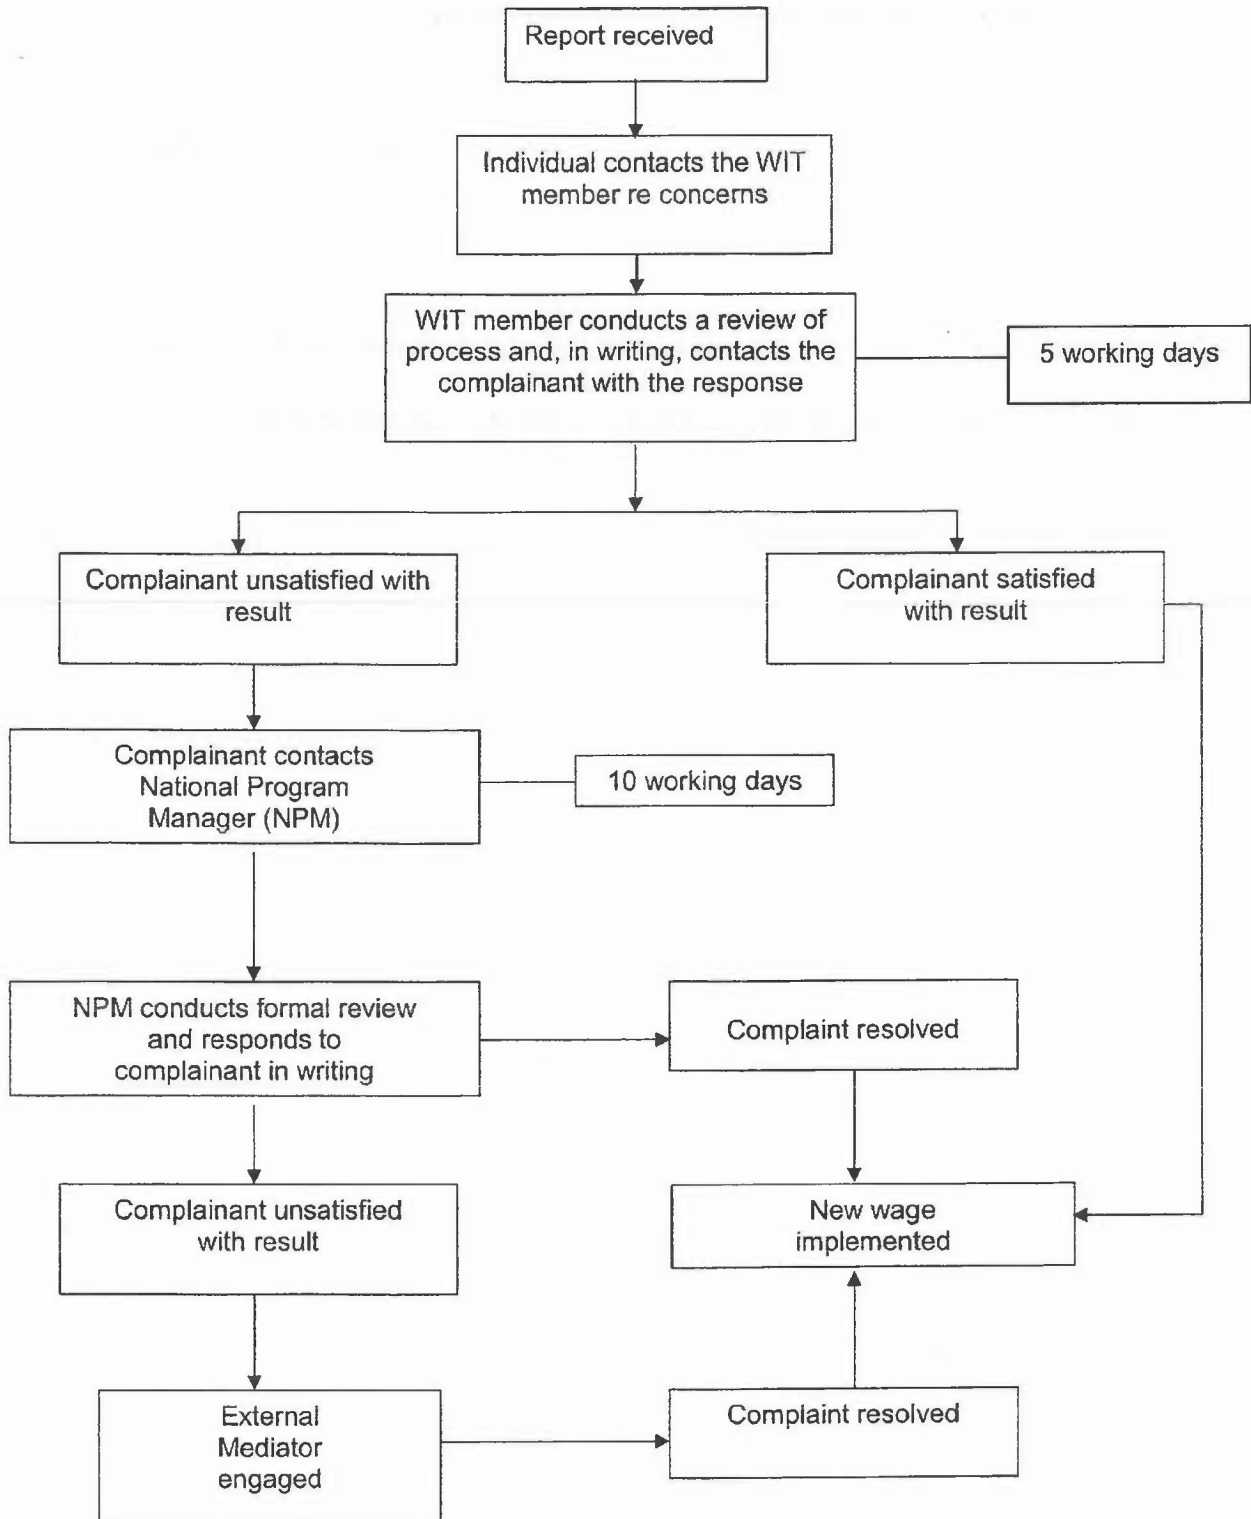 Report received
Individual contacts the WIT
member re concerns
WIT member conducts a review of
process and, in writing, contacts the
complainant with the response
5 working days
Complainant unsatisfied with
result
Complainant satisfied
with result
Complainant contacts
National Program
Manager (NPM)
10 working days
NPM conducts formal review
and responds to
complainant in writing
Complaint resolved
Complainant unsatisfied
with result
New wage
implemented
External
Mediator
engaged
Complaint resolved